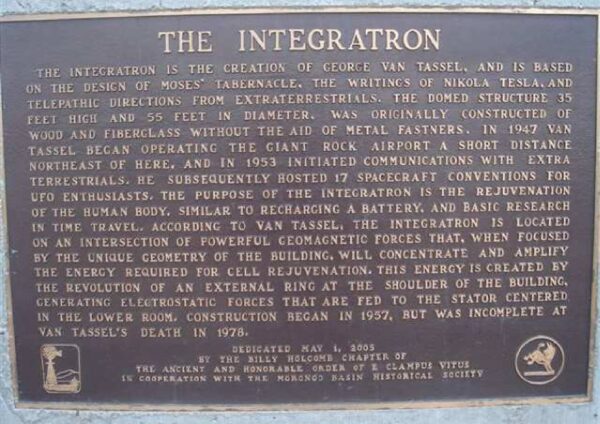 THE INTEGRATRON
THE INTEGRATRON IS THE CREATION OF GEORGE VAN TASSEL, AND IS BASED
ON THE DESIGN OF MOSES' TABERNACLE, THE WRITINGS OF NIKOLA TESLA, AND
TELEPATHIC DIRECTIONS FROM EXTRATERRESTRIALS. THE DOMED STRUCTURE 35
FEET HIGH AND 55 FEET IN DIAMETER, WAS ORIGINALLY CONSTRUCTED OF
WOOD AND FIBERGLASS WITHOUT THE AID OF METAL FASTNERS. IN 1947 VAN
TASSEL BEGAN OPERATING THE GIANT ROCK AIRPORT A SHORT DISTANCE
NORTHEAST OF HERE, AND IN 1953 INITIATED COMMUNICATIONS WITH EXTRA
TERRESTRIALS. HE SUBSEQUENTLY HOSTED 17 SPACECRAFT CONVENTIONS FOR
UFO ENTHUSIASTS. THE PURPOSE OF THE INTEGRATRON IS THE REJUVENATION
OF THE HUMAN BODY, SIMILAR TO RECHARGING A BATTERY, AND BASIC RESEARCH
IN TIME TRAVEL. ACCORDING TO VAN TASSEL, THE INTEGRATRON IS LOCATED
ON AN INTERSECTION OF POWERFUL GEOMAGNETIC FORCES THAT, WHEN FOCUSED
BY THE UNIQUE GEOMETRY OF THE BUILDING, WILL CONCENTRATE AND AMPLIFY
THE ENERGY REQUIRED FOR CELL REJUVENATION. THIS ENERGY IS CREATED BY
THE REVOLUTION OF AN EXTERNAL RING AT THE SHOULDER OF THE BUILDING,
GENERATING ELECTROSTATIC FORCES THAT ARE FED TO THE STATOR CENTERED
IN THE LOWER ROOM. CONSTRUCTION BEGAN IN 1957, BUT WAS INCOMPLETE AT
VAN TASSEL'S DEATH IN 1978.
DEDICATED MAY 1, 2005
BY THE BILLY HOLCOMB CHAPTER OF
THE ANCIENT AND HONORABLE ORDER OF E CLAMPUS VITUS
IN COOPERATION WITH THE MORONGO BASIN HISTORICAL SOCIETY